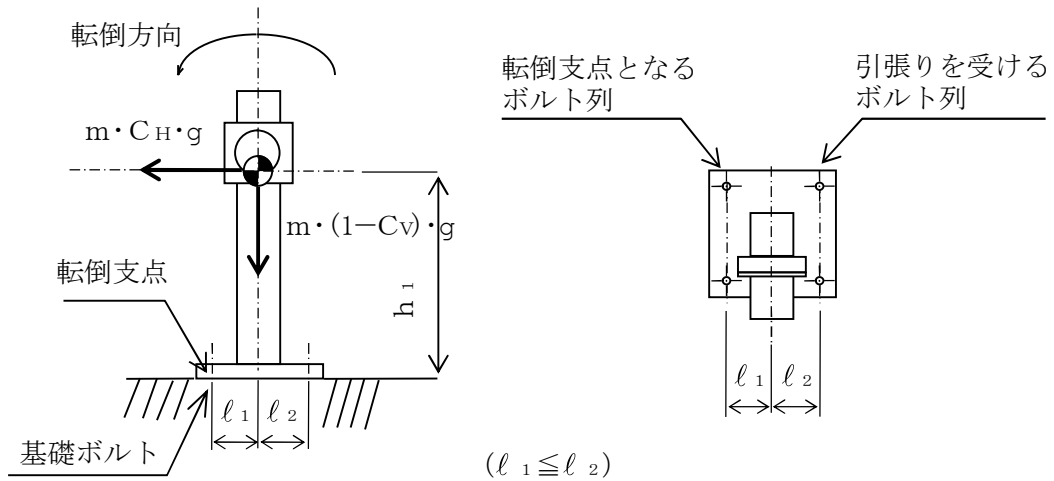 転倒方向
m・CH・g
m・(1－CV)・g
転倒支点
h1
ℓ1
ℓ2
基礎ボルト
転倒支点となる
ボルト列
引張りを受ける
ボルト列
ℓ1
ℓ2
(ℓ1≦ℓ2)